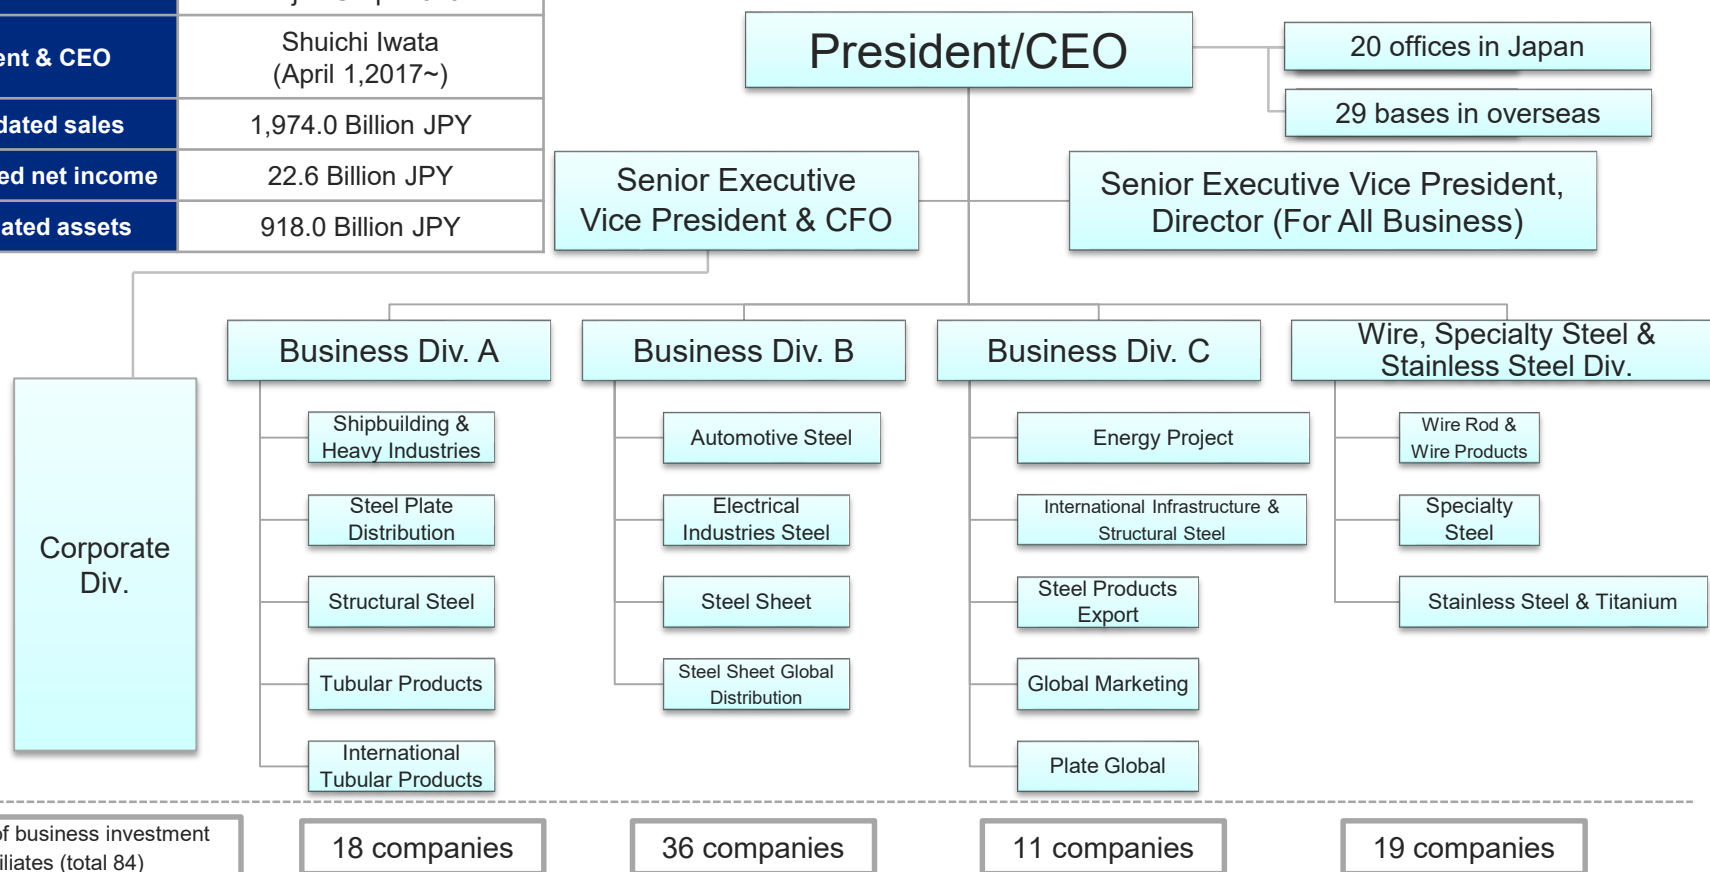 ent & CEO
Shuichi Iwata
(April 1,2017~)
dated sales
1,974.0 Billion JPY
ed net income
22.6 Billion JPY
ated assets
918.0 Billion JPY
President/CEO
20 offices in Japan
29 bases in overseas
Senior Executive
Vice President & CFO
Senior Executive Vice President,
Director (For All Business)
Corporate
Div.
Business Div. A
Shipbuilding &
Heavy Industries
Steel Plate
Distribution
Structural Steel
Tubular Products
International
Tubular Products
Business Div. B
Automotive Steel
Electrical
Industries Steel
Steel Sheet
Steel Sheet Global
Distribution
Business Div. C
Energy Project
International Infrastructure &
Structural Steel
Steel Products
Export
Global Marketing
Plate Global
Wire, Specialty Steel &
Stainless Steel Div.
Wire Rod &
Wire Products
Specialty
Steel
Stainless Steel & Titanium
of business investment
iliates (total 84)
18 companies
36 companies
11 companies
19 companies